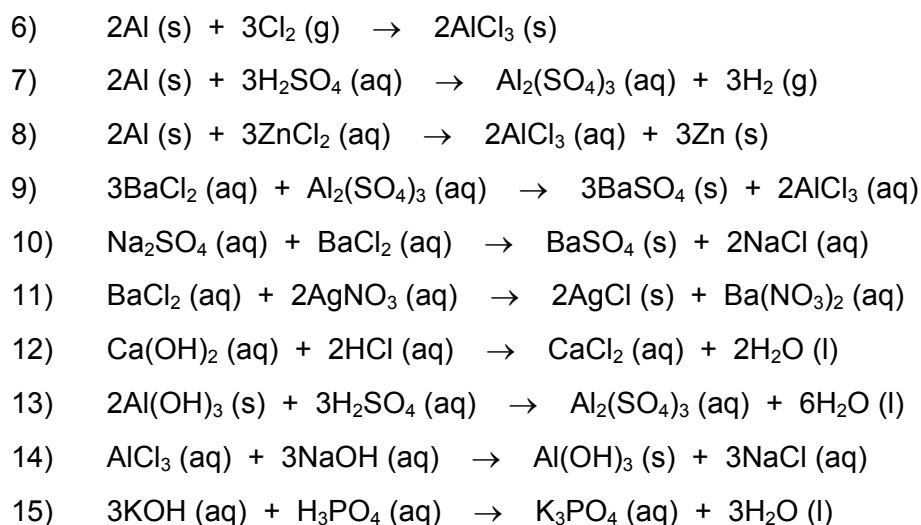 6) 2Al (s) + 3Cl₂ (g) → 2AlCl₃ (s)
7) 2Al (s) + 3H₂SO₄ (aq) → Al₂(SO₄)₃ (aq) + 3H₂ (g)
8) 2Al (s) + 3ZnCl₂ (aq) → 2AlCl₃ (aq) + 3Zn (s)
9) 3BaCl₂ (aq) + Al₂(SO₄)₃ (aq) → 3BaSO₄ (s) + 2AlCl₃ (aq)
10) Na₂SO₄ (aq) + BaCl₂ (aq) → BaSO₄ (s) + 2NaCl (aq)
11) BaCl₂ (aq) + 2AgNO₃ (aq) → 2AgCl (s) + Ba(NO₃)₂ (aq)
12) Ca(OH)₂ (aq) + 2HCl (aq) → CaCl₂ (aq) + 2H₂O (l)
13) 2Al(OH)₃ (s) + 3H₂SO₄ (aq) → Al₂(SO₄)₃ (aq) + 6H₂O (l)
14) AlCl₃ (aq) + 3NaOH (aq) → Al(OH)₃ (s) + 3NaCl (aq)
15) 3KOH (aq) + H₃PO₄ (aq) → K₃PO₄ (aq) + 3H₂O (l)